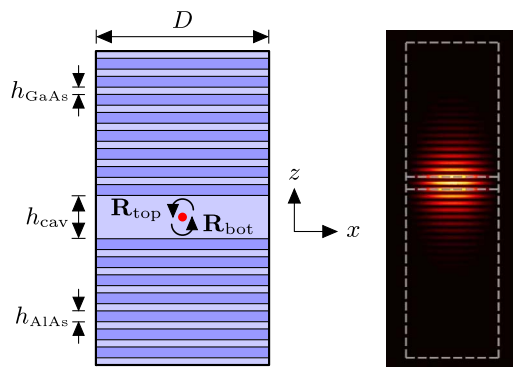 D
h_GaAs
z
R_top
h_cav
R_bot
x
h_AlAs